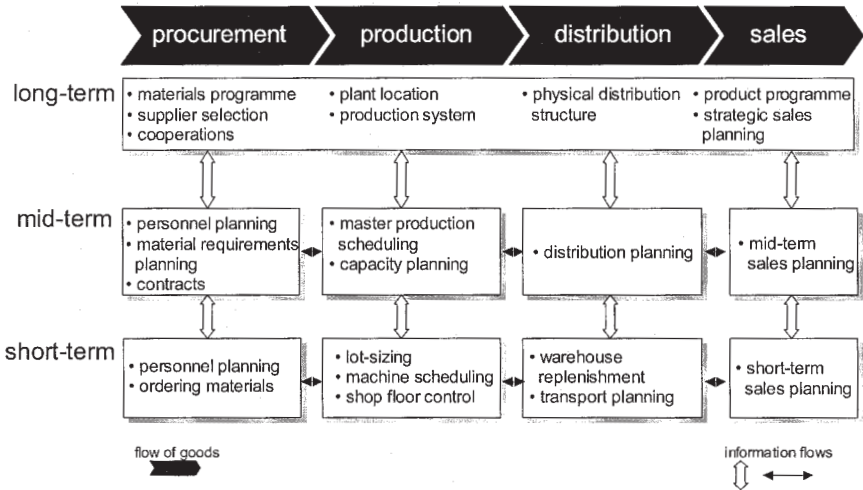 procurement
production
distribution
sales
long-term
• materials programme
• supplier selection
• cooperations
• plant location
• production system
• physical distribution
structure
• product programme
• strategic sales
planning
mid-term
• personnel planning
• material requirements
planning
• contracts
• master production
scheduling
• capacity planning
• distribution planning
• mid-term
sales planning
short-term
• personnel planning
• ordering materials
• lot-sizing
• machine scheduling
• shop floor control
• warehouse
replenishment
• transport planning
• short-term
sales planning
flow of goods
information flows